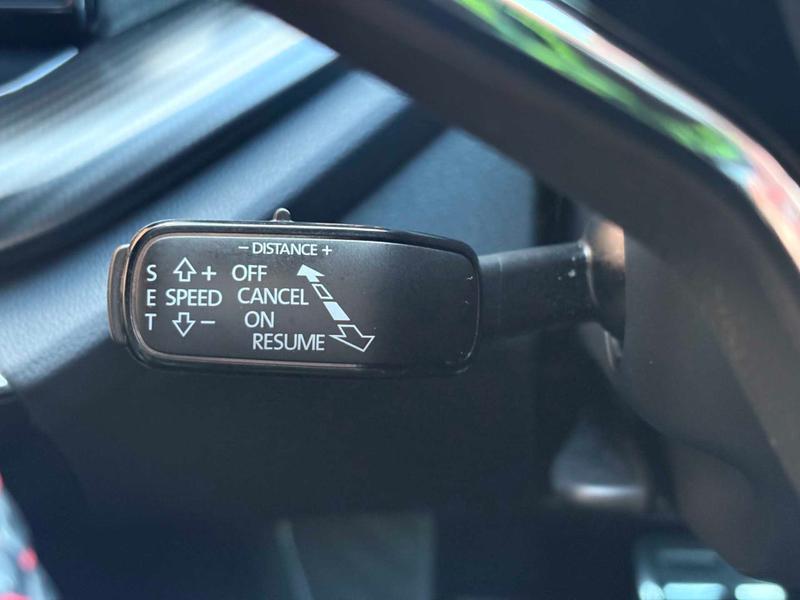 − DISTANCE +
S + OFF
E SPEED CANCEL
T − ON
RESUME